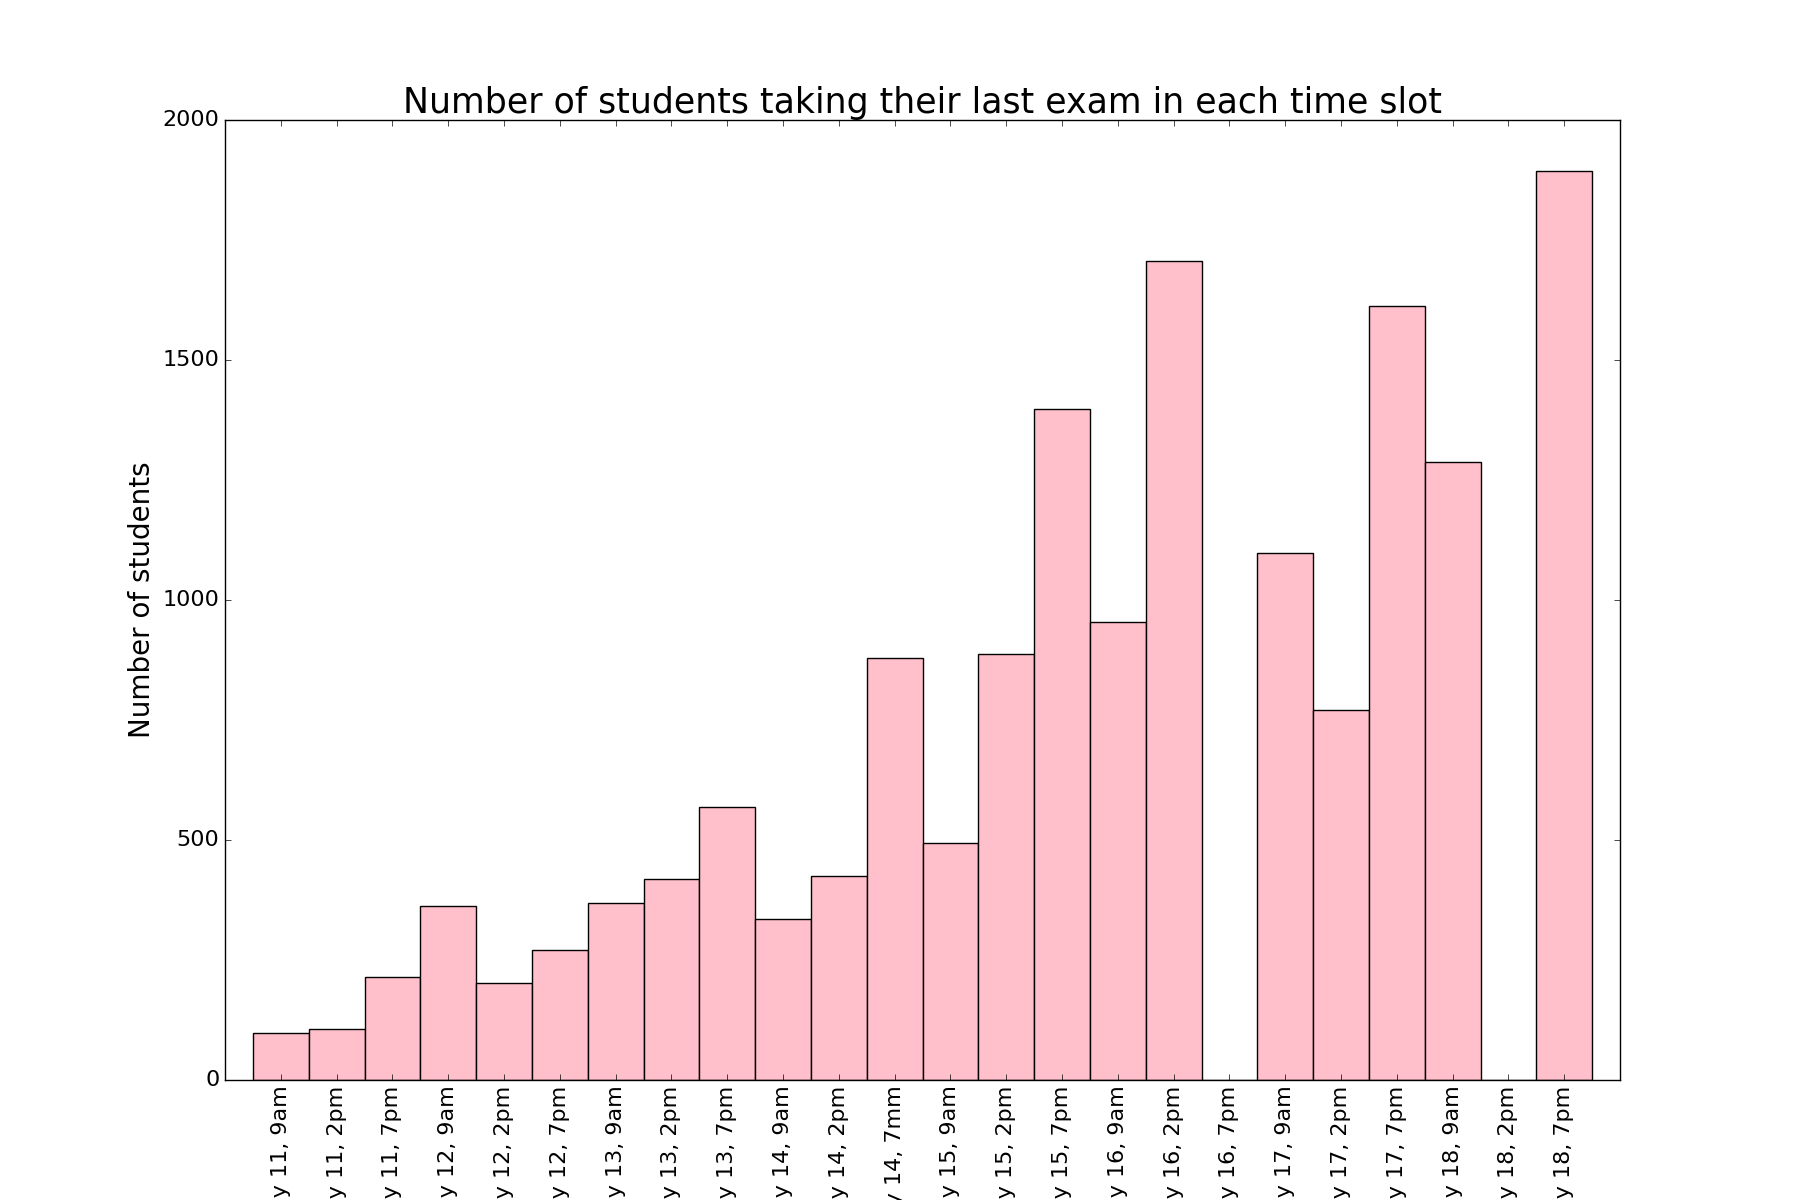 Number of students taking their last exam in each time slot
2000
1500
1000
500
0
Number of students
y 11, 9am
y 11, 2pm
y 11, 7pm
y 12, 9am
y 12, 2pm
y 12, 7pm
y 13, 9am
y 13, 2pm
y 13, 7pm
y 14, 9am
y 14, 2pm
y 14, 7mm
y 15, 9am
y 15, 2pm
y 15, 7pm
y 16, 9am
y 16, 2pm
y 16, 7pm
y 17, 9am
y 17, 2pm
y 17, 7pm
y 18, 9am
y 18, 2pm
y 18, 7pm